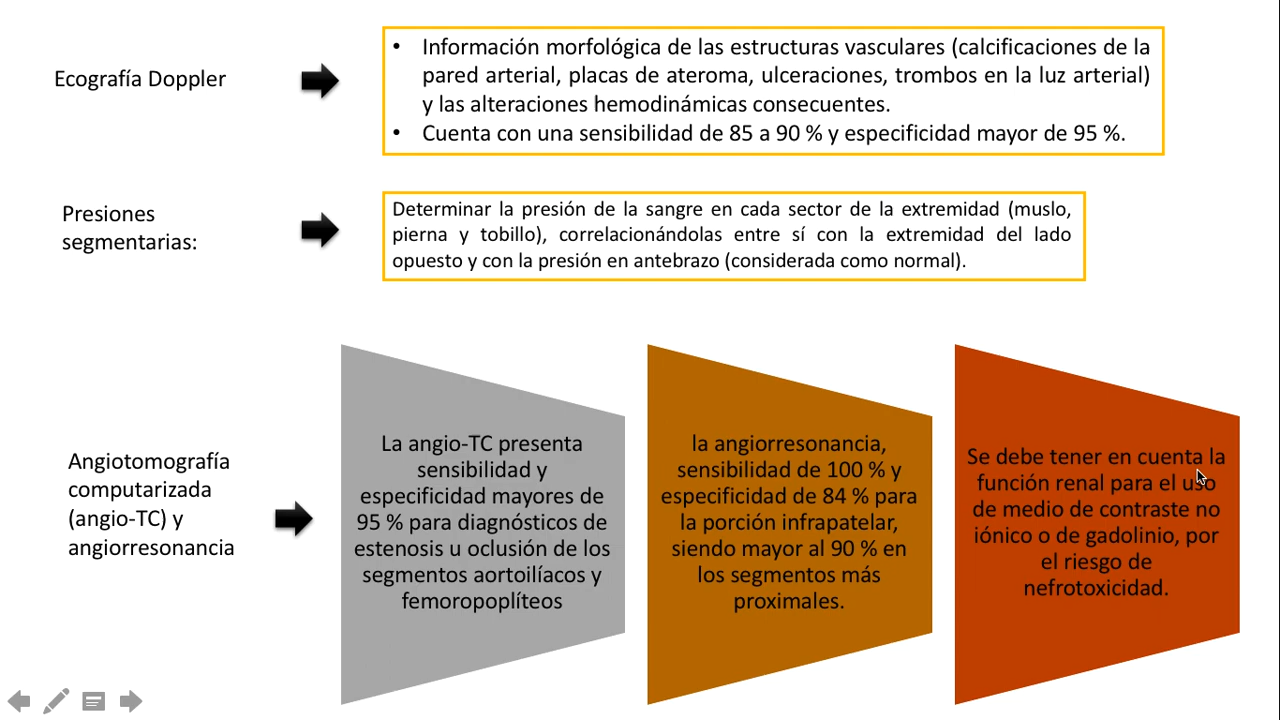 Ecografía Doppler
• Información morfológica de las estructuras vasculares (calcificaciones de la
pared arterial, placas de ateroma, ulceraciones, trombos en la luz arterial)
y las alteraciones hemodinámicas consecuentes.
• Cuenta con una sensibilidad de 85 a 90 % y especificidad mayor de 95 %.
Presiones
segmentarias:
Determinar la presión de la sangre en cada sector de la extremidad (muslo,
pierna y tobillo), correlacionándolas entre sí con la extremidad del lado
opuesto y con la presión en antebrazo (considerada como normal).
Angiotomografía
computarizada
(angio-TC) y
angiorresonancia
La angio-TC presenta
sensibilidad y
especificidad mayores de
95 % para diagnósticos de
estenosis u oclusión de los
segmentos aortoilíacos y
femoropoplíteos
la angiorresonancia,
sensibilidad de 100 % y
especificidad de 84 % para
la porción infrapatelar,
siendo mayor al 90 % en
los segmentos más
proximales.
Se debe tener en cuenta la
función renal para el uso
de medio de contraste no
iónico o de gadolinio, por
el riesgo de
nefrotoxicidad.